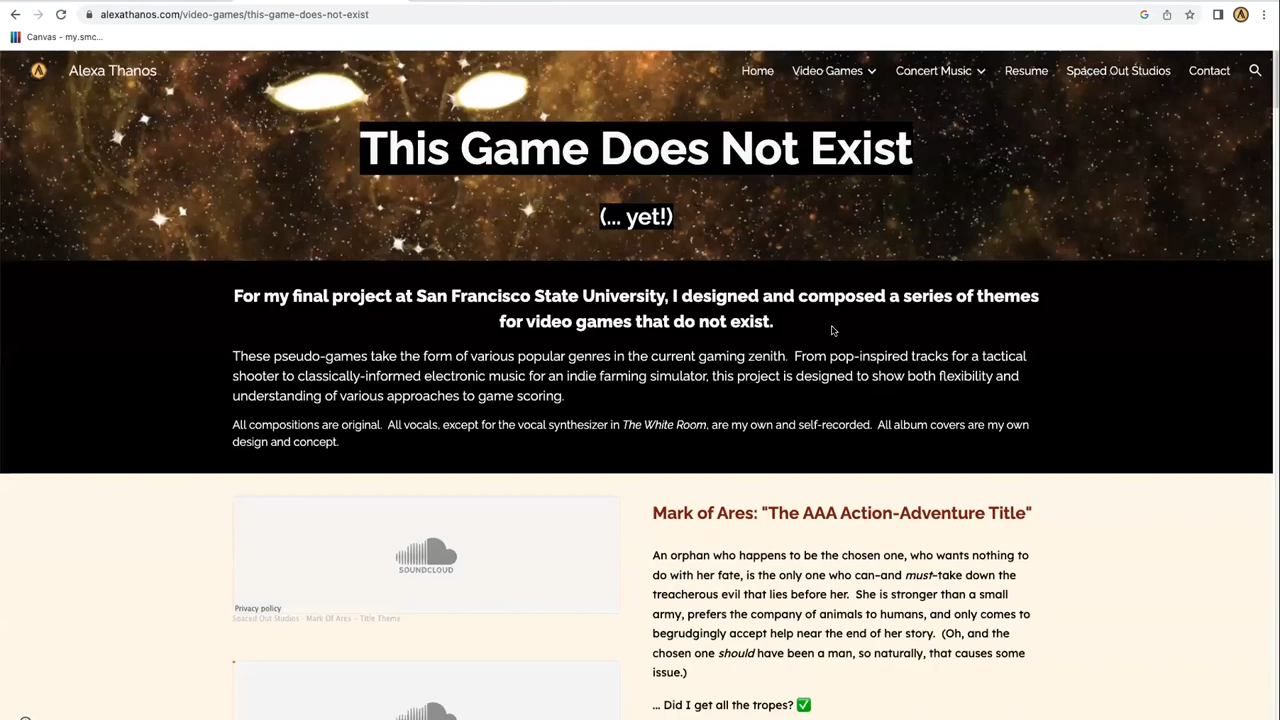 alexathanos.com/video-games/this-game-does-not-exist
Canvas - my.smc...
Alexa Thanos
Home Video Games Concert Music Resume Spaced Out Studios Contact
This Game Does Not Exist
(... yet!)
For my final project at San Francisco State University, I designed and composed a series of themes
for video games that do not exist.
These pseudo-games take the form of various popular genres in the current gaming zenith. From pop-inspired tracks for a tactical
shooter to classically-informed electronic music for an indie farming simulator, this project is designed to show both flexibility and
understanding of various approaches to game scoring.
All compositions are original. All vocals, except for the vocal synthesizer in The White Room, are my own and self-recorded. All album covers are my own
design and concept.
SOUNDCLOUD
Privacy policy
Spaced Out Studios · Mark Of Ares - Title Theme
Mark of Ares: "The AAA Action-Adventure Title"
An orphan who happens to be the chosen one, who wants nothing to
do with her fate, is the only one who can–and must–take down the
treacherous evil that lies before her. She is stronger than a small
army, prefers the company of animals to humans, and only comes to
begrudgingly accept help near the end of her story. (Oh, and the
chosen one should have been a man, so naturally, that causes some
issue.)
... Did I get all the tropes? ✅